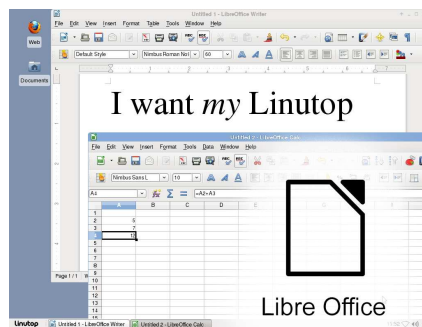 Untitled 1 - LibreOffice Writer
File Edit View Insert Format Table Tools Window Help
Web
Default Style
Nimbus Roman No9 L
60
Documents
I want my Linutop
Untitled 2 - LibreOffice Calc
File Edit View Insert Format Tools Data Window Help
Nimbus Sans L
10
A4
=A2+A3
A B C D
1
2 5
3 7
12
5
6
7
8
Page 1 / 1
9
10
11
12
13
14
Libre Office
linutop
Untitled 1 - LibreOffice Writer
Untitled 2 - LibreOffice Calc